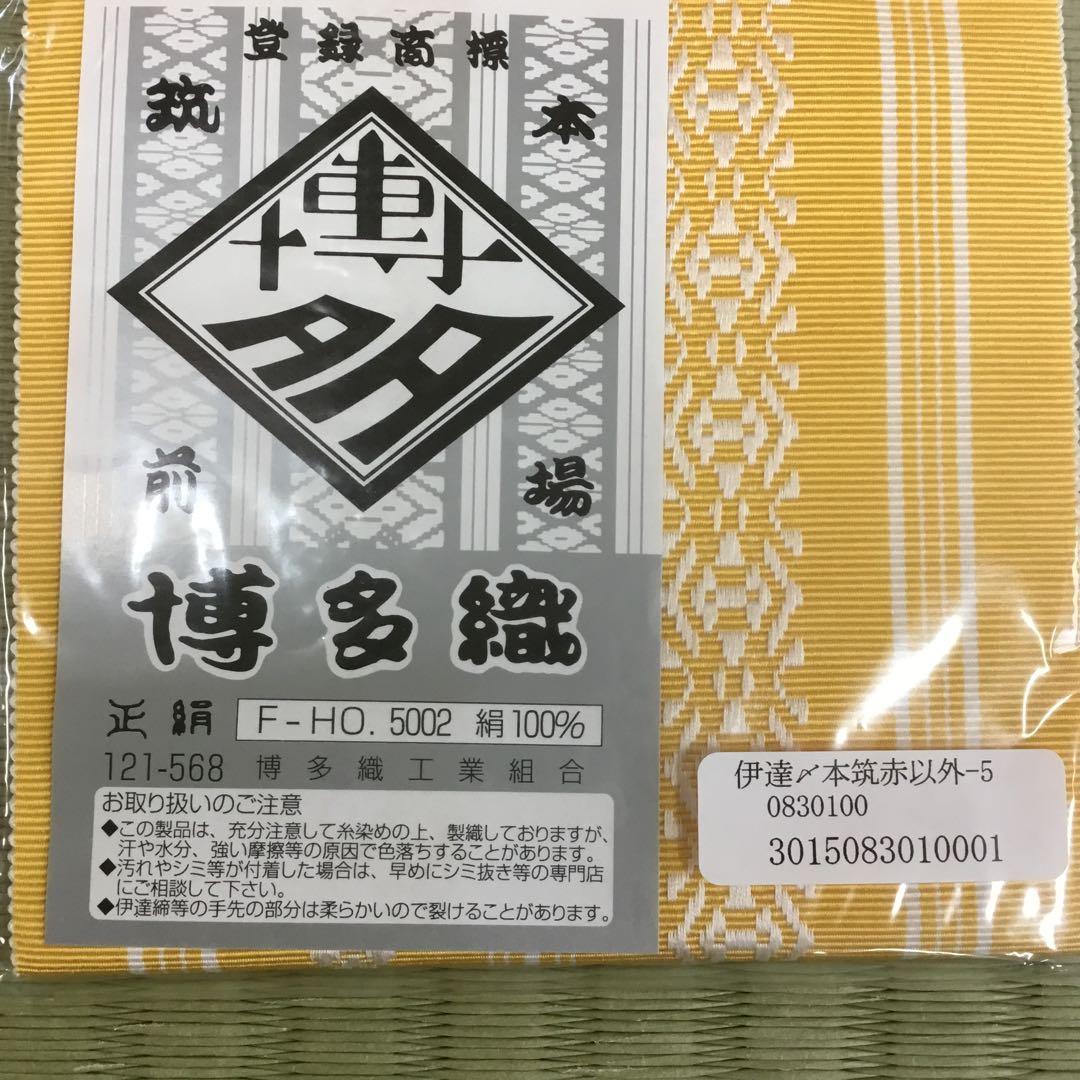 登録商標
本場
筑前
博多
博多織
正絹 F-HO. 5002 絹100%
121-568 博多織工業組合
お取り扱いのご注意
◆この製品は、充分注意して糸染めの上、製織しておりますが、
汗や水分、強い摩擦等の原因で色落ちすることがあります。
◆汚れやシミ等が付着した場合は、早めにシミ抜き等の専門店
にご相談して下さい。
◆伊達締等の手先の部分は柔らかいので裂けることがあります。
伊達〆本筑赤以外-5
0830100
3015083010001